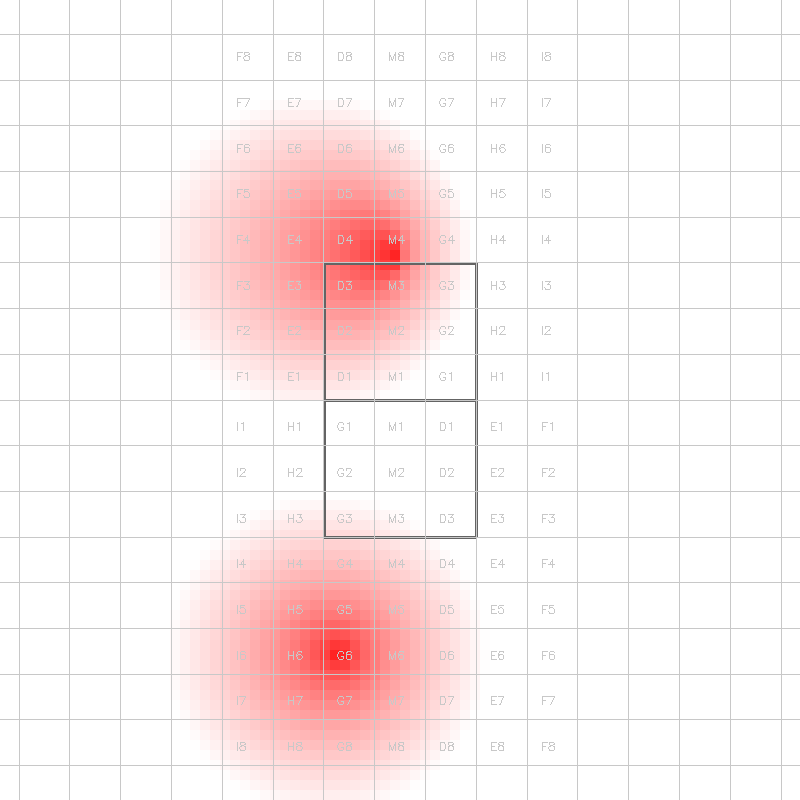 F8 E8 D8 M8 G8 H8 I8
F7 E7 D7 M7 G7 H7 I7
F6 E6 D6 M6 G6 H6 I6
F5 D5 G5 H5 I5
F4 E4 D4 M4 G4 H4 I4
F3 E3 D3 M3 G3 H3 I3
F2 E2 D2 M2 G2 H2 I2
F1 E1 D1 M1 G1 H1 I1
I1 H1 G1 M1 D1 E1 F1
I2 H2 G2 M2 D2 E2 F2
I3 H3 G3 M3 D3 E3 F3
I4 H4 G4 M4 D4 E4 F4
I5 H5 G5 D5 E5 F5
I6 H6 G6 M6 D6 E6 F6
I7 H7 G7 D7 E7 F7
I8 H8 G8 M8 D8 E8 F8